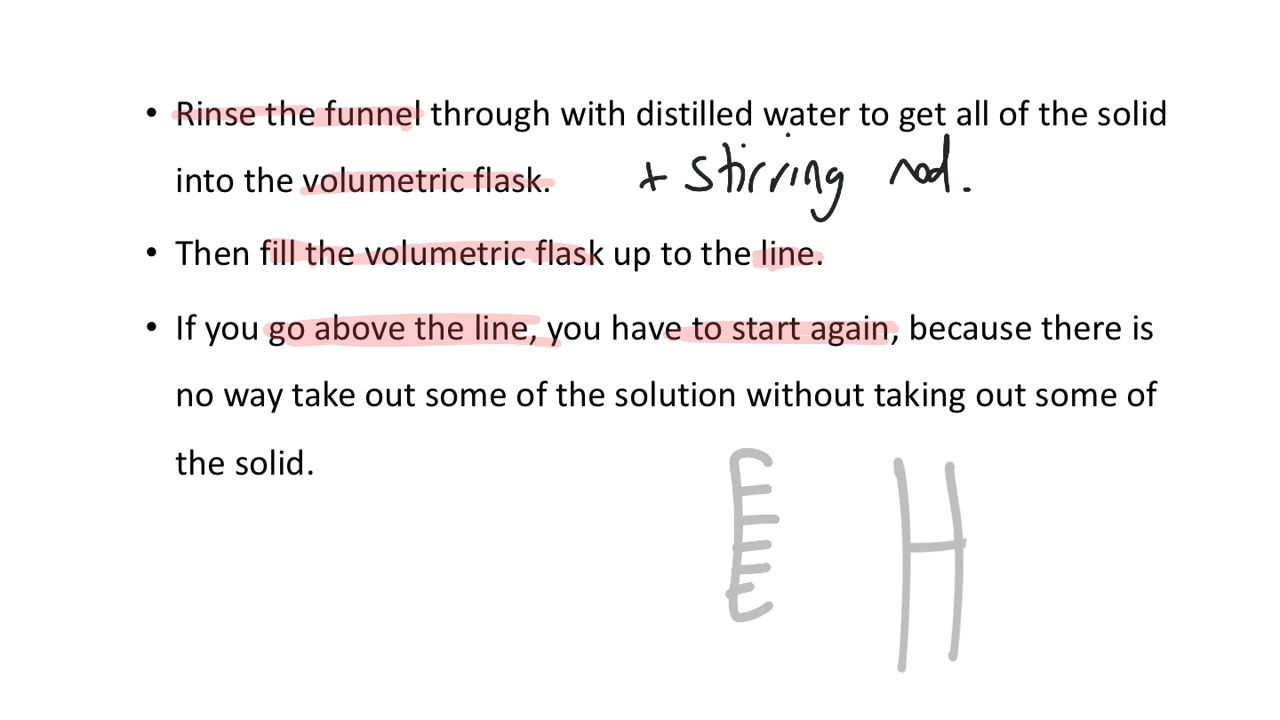 • Rinse the funnel through with distilled water to get all of the solid
into the volumetric flask. + stirring rod.
• Then fill the volumetric flask up to the line.
• If you go above the line, you have to start again, because there is
no way take out some of the solution without taking out some of
the solid.